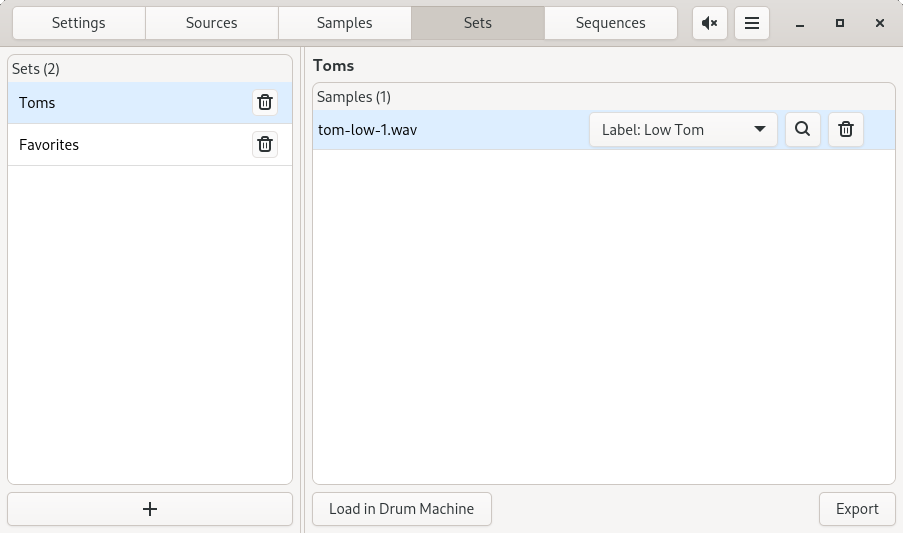 Settings
Sources
Samples
Sets
Sequences
Sets (2)
Toms
Favorites
Toms
Samples (1)
tom-low-1.wav
Label: Low Tom
Load in Drum Machine
Export